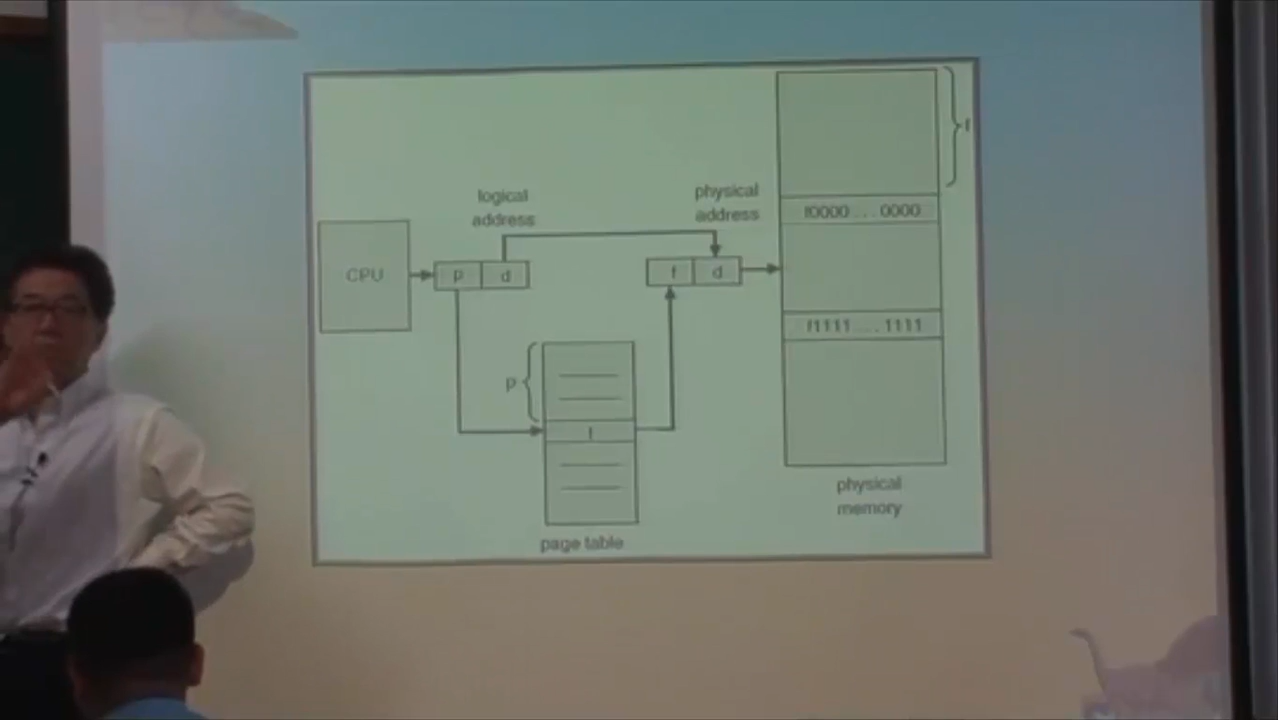 logical
address
physical
address
f
f0000 . . . 0000
CPU
p
d
f
d
f1111 . . . 1111
p
f
physical
memory
page table